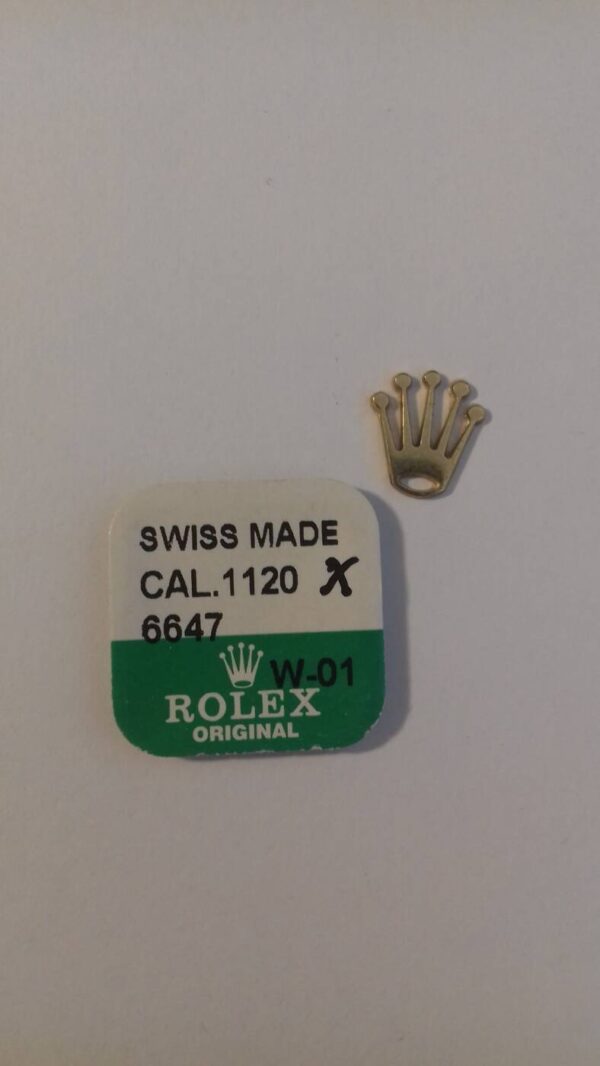 SWISS MADE
CAL.1120 X
6647
W-01
ROLEX
ORIGINAL